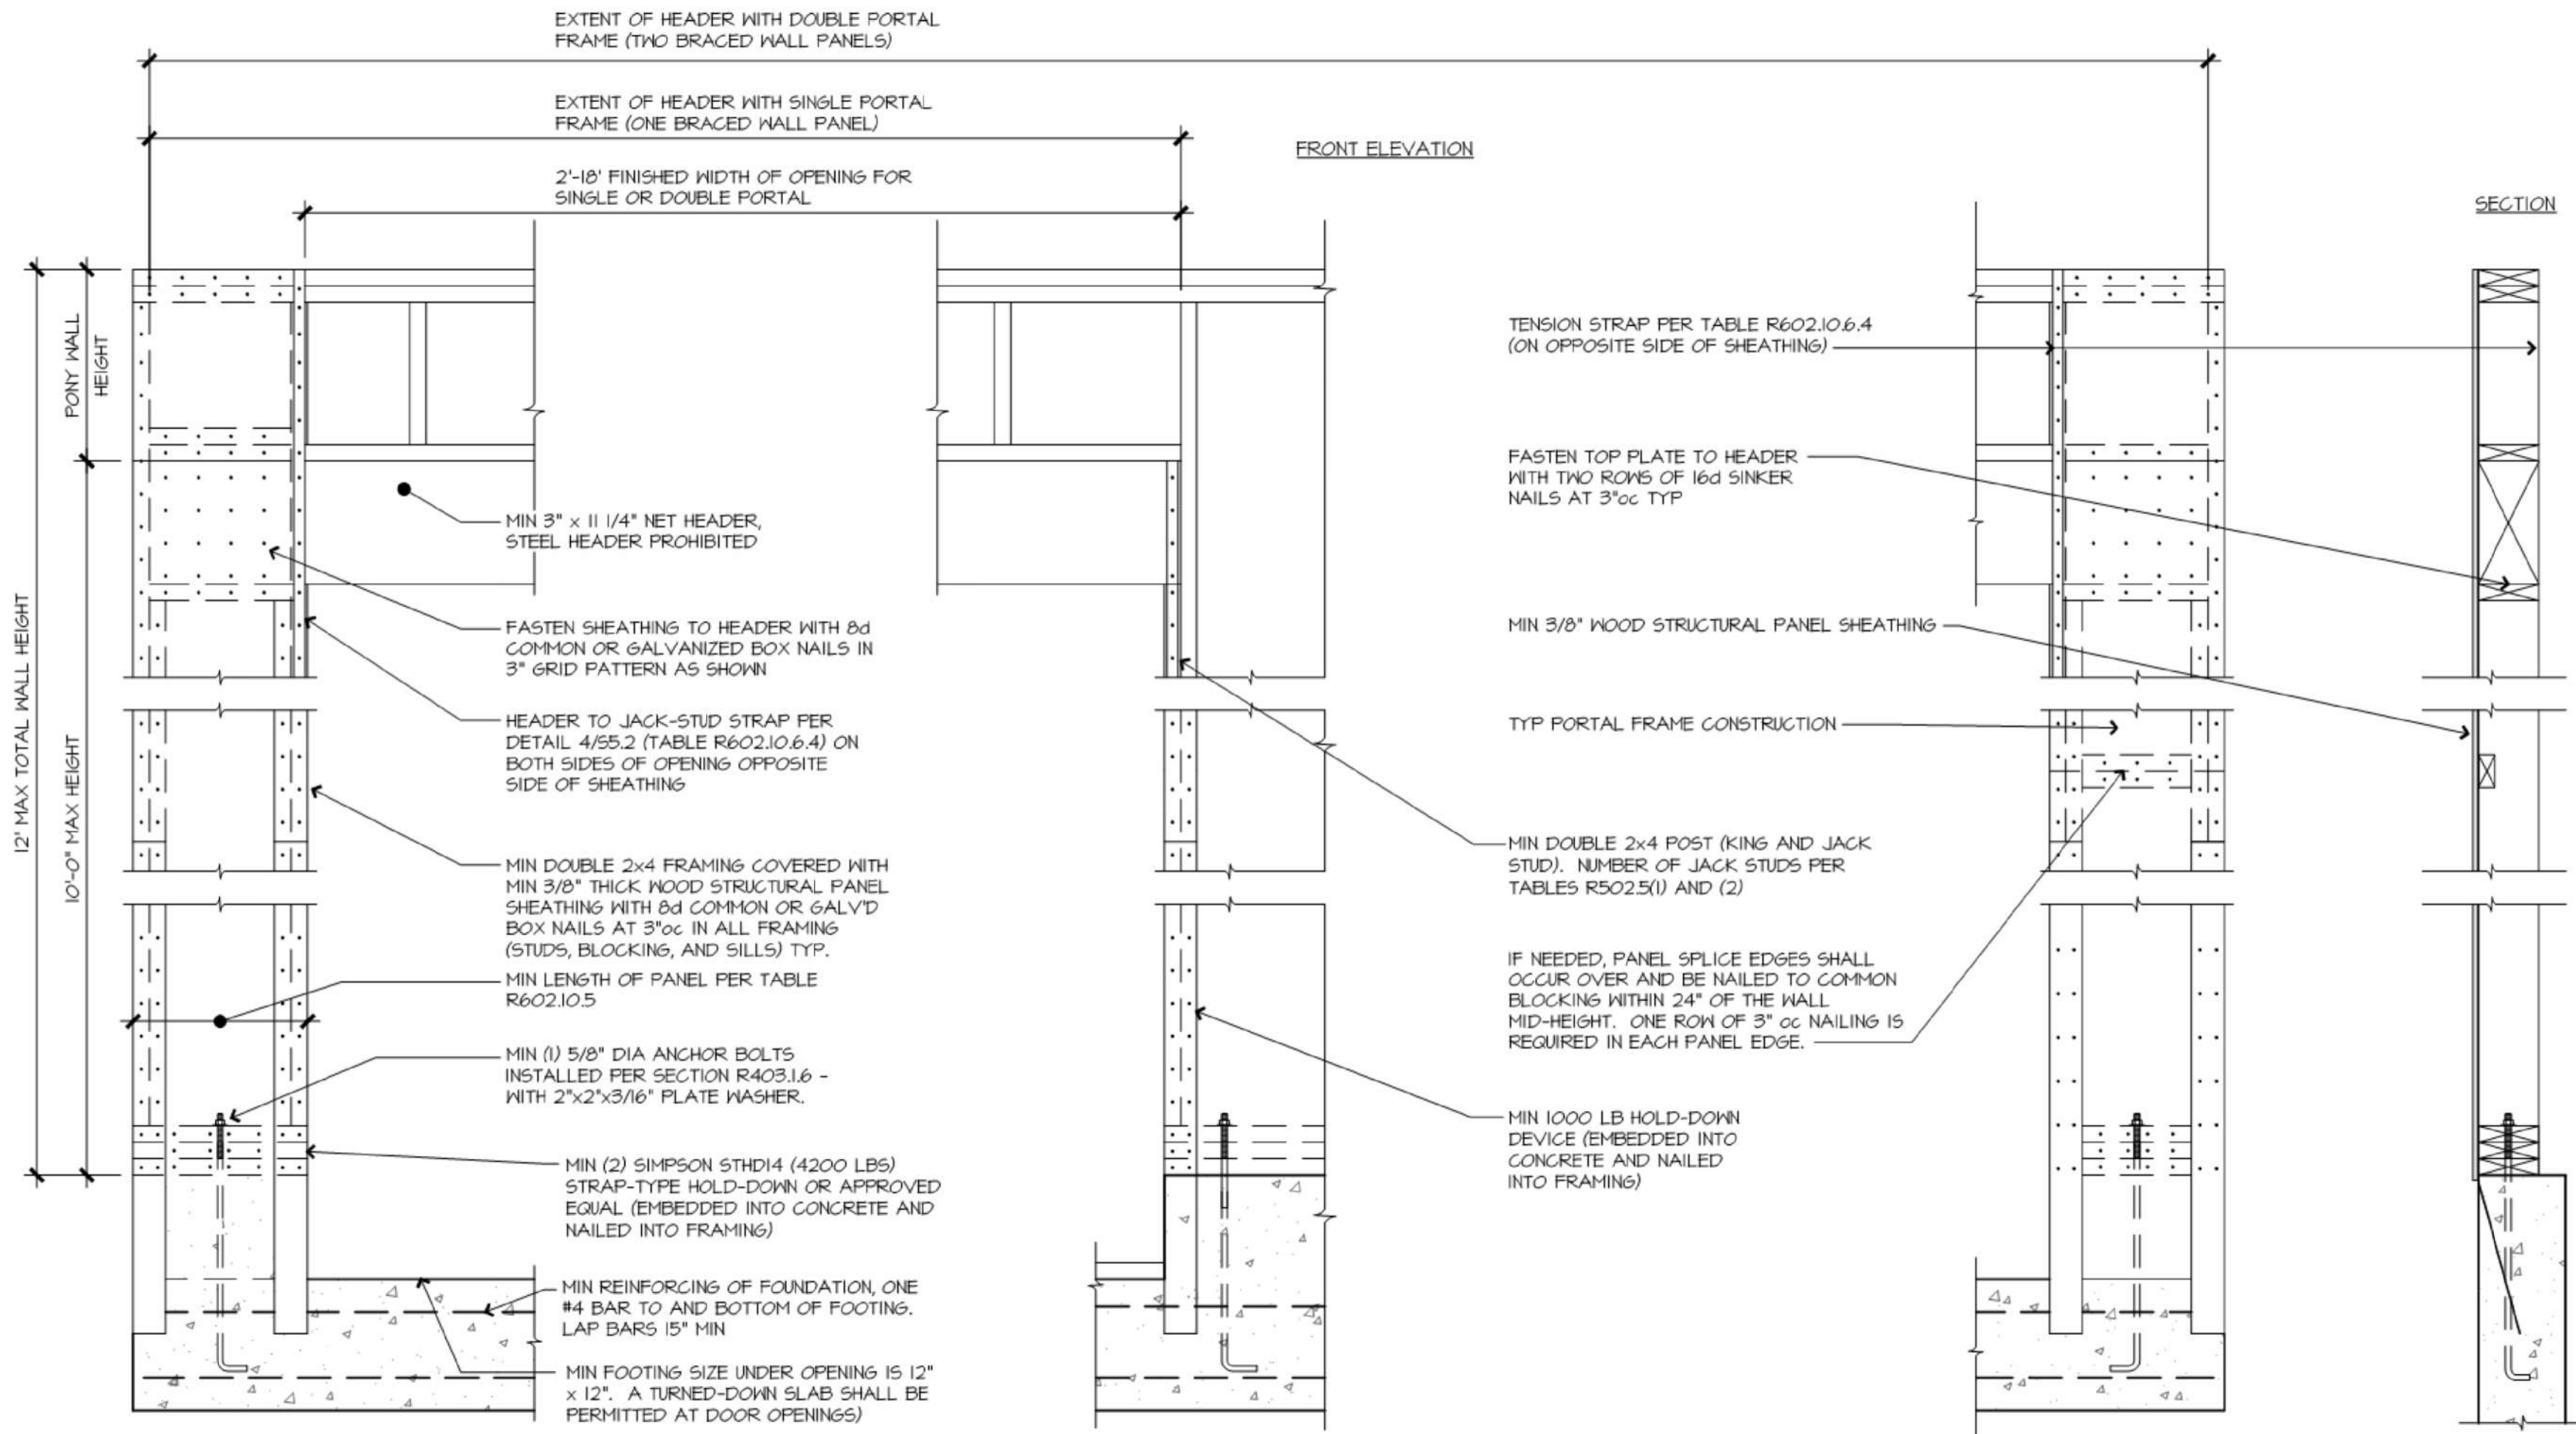 EXTENT OF HEADER WITH DOUBLE PORTAL
FRAME (TWO BRACED WALL PANELS)
EXTENT OF HEADER WITH SINGLE PORTAL
FRAME (ONE BRACED WALL PANEL)
FRONT ELEVATION
2'-18' FINISHED WIDTH OF OPENING FOR
SINGLE OR DOUBLE PORTAL
SECTION
12' MAX TOTAL WALL HEIGHT
PONY WALL
HEIGHT
10'-0" MAX HEIGHT
MIN 3" x 11 1/4" NET HEADER,
STEEL HEADER PROHIBITED
FASTEN SHEATHING TO HEADER WITH 8d
COMMON OR GALVANIZED BOX NAILS IN
3" GRID PATTERN AS SHOWN
HEADER TO JACK-STUD STRAP PER
DETAIL 4/S5.2 (TABLE R602.10.6.4) ON
BOTH SIDES OF OPENING OPPOSITE
SIDE OF SHEATHING
MIN DOUBLE 2x4 FRAMING COVERED WITH
MIN 3/8" THICK WOOD STRUCTURAL PANEL
SHEATHING WITH 8d COMMON OR GALV'D
BOX NAILS AT 3"oc IN ALL FRAMING
(STUDS, BLOCKING, AND SILLS) TYP.
MIN LENGTH OF PANEL PER TABLE
R602.10.5
MIN (1) 5/8" DIA ANCHOR BOLTS
INSTALLED PER SECTION R403.1.6 -
WITH 2"x2"x3/16" PLATE WASHER.
MIN (2) SIMPSON STHD14 (4200 LBS)
STRAP-TYPE HOLD-DOWN OR APPROVED
EQUAL (EMBEDDED INTO CONCRETE AND
NAILED INTO FRAMING)
MIN REINFORCING OF FOUNDATION, ONE
#4 BAR TO AND BOTTOM OF FOOTING.
LAP BARS 15" MIN
MIN FOOTING SIZE UNDER OPENING IS 12"
x 12". A TURNED-DOWN SLAB SHALL BE
PERMITTED AT DOOR OPENINGS)
TENSION STRAP PER TABLE R602.10.6.4
(ON OPPOSITE SIDE OF SHEATHING)
FASTEN TOP PLATE TO HEADER
WITH TWO ROWS OF 16d SINKER
NAILS AT 3"oc TYP
MIN 3/8" WOOD STRUCTURAL PANEL SHEATHING
TYP PORTAL FRAME CONSTRUCTION
MIN DOUBLE 2x4 POST (KING AND JACK
STUD). NUMBER OF JACK STUDS PER
TABLES R502.5(1) AND (2)
IF NEEDED, PANEL SPLICE EDGES SHALL
OCCUR OVER AND BE NAILED TO COMMON
BLOCKING WITHIN 24" OF THE WALL
MID-HEIGHT. ONE ROW OF 3" oc NAILING IS
REQUIRED IN EACH PANEL EDGE.
MIN 1000 LB HOLD-DOWN
DEVICE (EMBEDDED INTO
CONCRETE AND NAILED
INTO FRAMING)